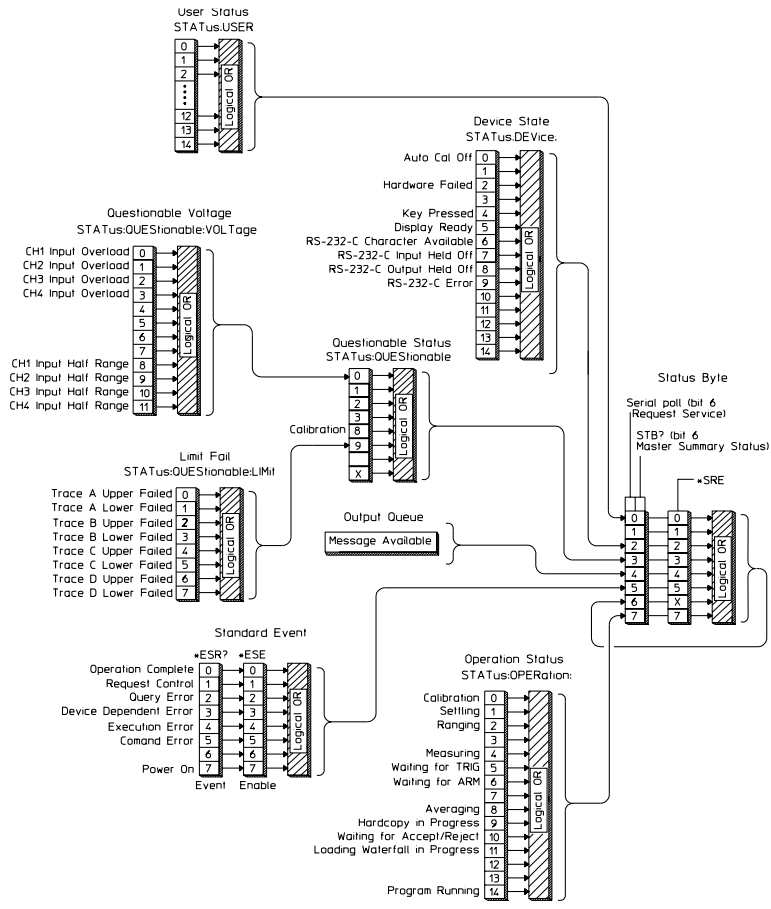 User Status
STATus:USER
0
1
2
12
13
14
Logical OR
Device State
STATus:DEVice:
Auto Cal Off 0
1
Hardware Failed 2
3
Key Pressed 4
Display Ready 5
RS-232-C Character Available 6
RS-232-C Input Held Off 7
RS-232-C Output Held Off 8
RS-232-C Error 9
10
11
12
13
14
Logical OR
Questionable Voltage
STATus:QUEStionable:VOLTage
CH1 Input Overload 0
CH2 Input Overload 1
CH3 Input Overload 2
CH4 Input Overload 3
4
5
6
7
CH1 Input Half Range 8
CH2 Input Half Range 9
CH3 Input Half Range 10
CH4 Input Half Range 11
Logical OR
Questionable Status
STATus:QUEStionable
0
1
2
3
Calibration 8
9
X
Logical OR
Limit Fail
STATus:QUEStionable:LIMit
Trace A Upper Failed 0
Trace A Lower Failed 1
Trace B Upper Failed 2
Trace B Lower Failed 3
Trace C Upper Failed 4
Trace C Lower Failed 5
Trace D Upper Failed 6
Trace D Lower Failed 7
Logical OR
Output Queue
Message Available
Status Byte
Serial poll (bit 6
Request Service)
STB? (bit 6
Master Summary Status)
*SRE
0 0
1 1
2 2
3 3
4 4
5 5
6 X
7 7
Logical OR
Standard Event
*ESR? *ESE
Operation Complete 0 0
Request Control 1 1
Query Error 2 2
Device Dependent Error 3 3
Execution Error 4 4
Comand Error 5 5
6 6
Power On 7 7
Event Enable
Logical OR
Operation Status
STATus:OPERation:
Calibration 0
Settling 1
Ranging 2
3
Measuring 4
Waiting for TRIG 5
Waiting for ARM 6
7
Averaging 8
Hardcopy in Progress 9
Waiting for Accept/Reject 10
Loading Waterfall in Progress 11
12
13
Program Running 14
Logical OR